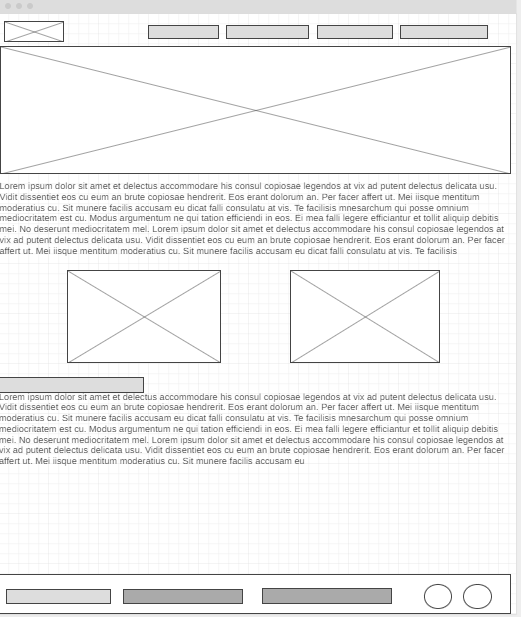 Lorem ipsum dolor sit amet et delectus accommodare his consul copiosae legendos at vix ad putent delectus delicata usu.
Vidit dissentiet eos cu eum an brute copiosae hendrerit. Eos erant dolorum an. Per facer affert ut. Mei iisque mentitum
moderatius cu. Sit munere facilis accusam eu dicat falli consulatu at vis. Te facilisis mnesarchum qui posse omnium
mediocritatem est cu. Modus argumentum ne qui tation efficiendi in eos. Ei mea falli legere efficiantur et tollit aliquip debitis
mei. No deserunt mediocritatem mel. Lorem ipsum dolor sit amet et delectus accommodare his consul copiosae legendos at
vix ad putent delectus delicata usu. Vidit dissentiet eos cu eum an brute copiosae hendrerit. Eos erant dolorum an. Per facer
affert ut. Mei iisque mentitum moderatius cu. Sit munere facilis accusam eu dicat falli consulatu at vis. Te facilisis
Lorem ipsum dolor sit amet et delectus accommodare his consul copiosae legendos at vix ad putent delectus delicata usu.
Vidit dissentiet eos cu eum an brute copiosae hendrerit. Eos erant dolorum an. Per facer affert ut. Mei iisque mentitum
moderatius cu. Sit munere facilis accusam eu dicat falli consulatu at vis. Te facilisis mnesarchum qui posse omnium
mediocritatem est cu. Modus argumentum ne qui tation efficiendi in eos. Ei mea falli legere efficiantur et tollit aliquip debitis
mei. No deserunt mediocritatem mel. Lorem ipsum dolor sit amet et delectus accommodare his consul copiosae legendos at
vix ad putent delectus delicata usu. Vidit dissentiet eos cu eum an brute copiosae hendrerit. Eos erant dolorum an. Per facer
affert ut. Mei iisque mentitum moderatius cu. Sit munere facilis accusam eu